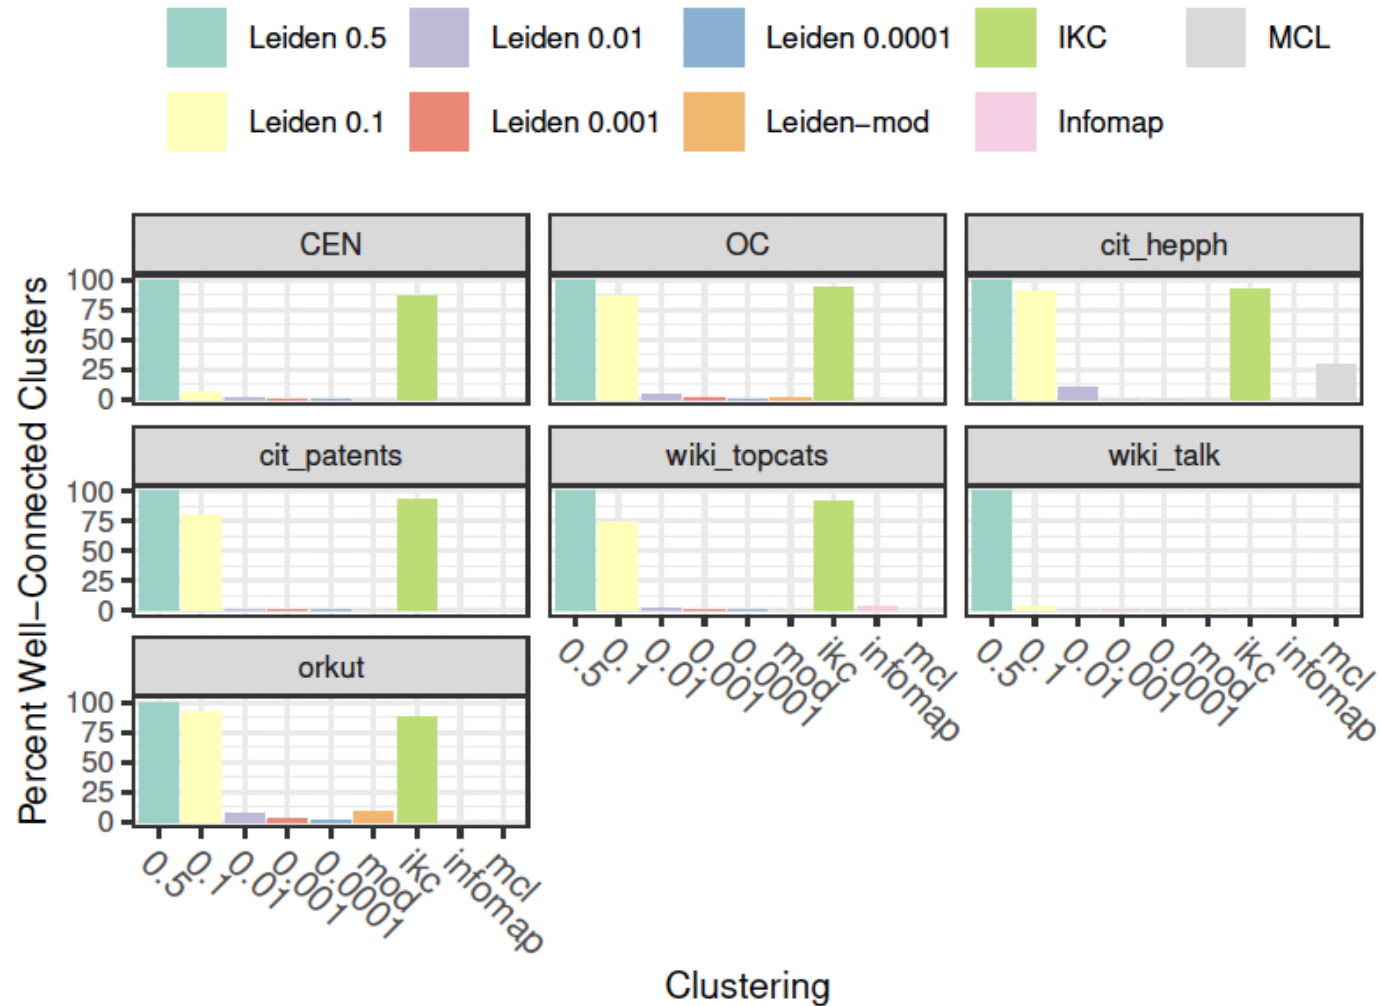 Leiden 0.5 Leiden 0.01 Leiden 0.0001 IKC MCL
Leiden 0.1 Leiden 0.001 Leiden−mod Infomap
Percent Well−Connected Clusters
CEN OC cit_hepph
100
75
50
25
0
cit_patents wiki_topcats wiki_talk
100
75
50
25
0
0.5 0.1 0.01 0.001 0.0001 mod ikc infomap mcl
0.5 0.1 0.01 0.001 0.0001 mod ikc infomap mcl
orkut
100
75
50
25
0
0.5 0.1 0.01 0.001 0.0001 mod ikc infomap mcl
Clustering